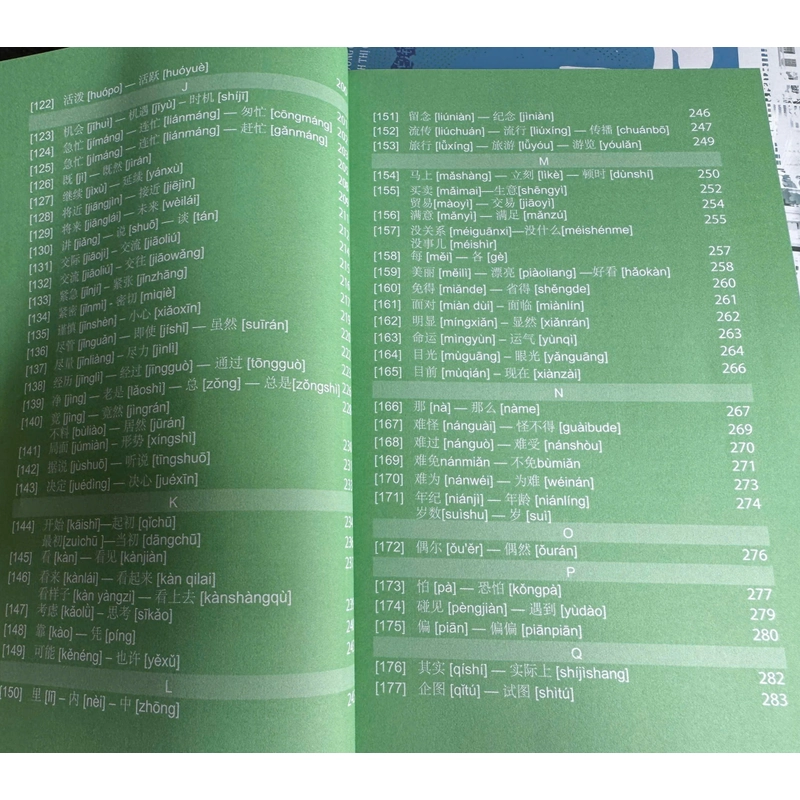 [122] 活泼 [huópo] – 活跃 [huóyuè]
J
[123] 机会 [jīhuì] – 机遇 [jīyù] – 时机 [shíjī]
[124] 急忙 [jímáng] – 连忙 [liánmáng] – 匆忙 [cōngmáng]
[125] 急忙 [jímáng] – 连忙 [liánmáng] – 赶忙 [gǎnmáng]
[126] 既 [jì] – 既然 [jìrán]
[127] 继续 [jìxù] – 延续 [yánxù]
[128] 将近 [jiāngjìn] – 接近 [jiējìn]
[129] 将来 [jiānglái] – 未来 [wèilái]
[130] 讲 [jiǎng] – 说 [shuō] – 谈 [tán]
[131] 交际 [jiāojì] – 交流 [jiāoliú]
[132] 交流 [jiāoliú] – 交往 [jiāowǎng]
[133] 紧急 [jǐnjí] – 紧张 [jǐnzhāng]
[134] 紧密 [jǐnmì] – 密切 [mìqiè]
[135] 谨慎 [jǐnshèn] – 小心 [xiǎoxīn]
[136] 尽管 [jǐnguǎn] – 即使 [jíshǐ] – 虽然 [suīrán]
[137] 尽量 [jǐnliàng] – 尽力 [jìnlì]
[138] 经历 [jīnglì] – 经过 [jīngguò] – 通过 [tōngguò]
[139] 净 [jìng] – 老是 [lǎoshì] – 总 [zǒng] – 总是[zǒngshì]
[140] 竟 [jìng] – 竟然 [jìngrán]
不料 [bùliào] – 居然 [jūrán]
[141] 局面 [júmiàn] – 形势 [xíngshì]
[142] 据说 [jùshuō] – 听说 [tīngshuō]
[143] 决定 [juédìng] – 决心 [juéxīn]
K
[144] 开始 [kāishǐ]—起初 [qǐchū]
最初[zuìchū]—当初 [dāngchū]
[145] 看 [kàn] – 看见 [kànjiàn]
[146] 看来 [kànlái] – 看起来 [kàn qǐlai]
看样子 [kàn yàngzi] – 看上去 [kànshàngqù]
[147] 考虑 [kǎolǜ] – 思考 [sīkǎo]
[148] 靠 [kào] – 凭 [píng]
[149] 可能 [kěnéng] – 也许 [yěxǔ]
L
[150] 里 [lǐ] – 内 [nèi] – 中 [zhōng]
[151] 留念 [liúniàn] — 纪念 [jìniàn] 246
[152] 流传 [liúchuán] — 流行 [liúxíng] — 传播 [chuánbō] 247
[153] 旅行 [lǚxíng] — 旅游 [lǚyóu] — 游览 [yóulǎn] 249
M
[154] 马上 [mǎshàng] — 立刻 [lìkè] — 顿时 [dùnshí] 250
[155] 买卖 [mǎimai]—生意[shēngyì] 252
贸易[màoyì] — 交易 [jiāoyì] 254
[156] 满意 [mǎnyì] — 满足 [mǎnzú] 255
[157] 没关系 [méiguānxi]—没什么[méishénme]
没事儿 [méishìr]
[158] 每 [měi] — 各 [gè] 257
[159] 美丽 [měilì] — 漂亮 [piàoliang] —好看 [hǎokàn] 258
[160] 免得 [miǎnde] — 省得 [shěngde] 260
[161] 面对 [miàn duì] — 面临 [miànlín] 261
[162] 明显 [míngxiǎn] — 显然 [xiǎnrán] 262
[163] 命运 [mìngyùn] — 运气 [yùnqì] 263
[164] 目光 [mùguāng] — 眼光 [yǎnguāng] 264
[165] 目前 [mùqián] — 现在 [xiànzài] 266
N
[166] 那 [nà] — 那么 [nàme] 267
[167] 难怪 [nánguài] — 怪不得 [guàibude] 269
[168] 难过 [nánguò] — 难受 [nánshòu] 270
[169] 难免nánmiǎn — 不免bùmiǎn 271
[170] 难为 [nánwéi] — 为难 [wéinán] 273
[171] 年纪 [niánjì] — 年龄 [niánlíng] 274
岁数[suìshu] — 岁 [suì]
O
[172] 偶尔 [ǒu'ěr] — 偶然 [ǒurán] 276
P
[173] 怕 [pà] — 恐怕 [kǒngpà] 277
[174] 碰见 [pèngjiàn] — 遇到 [yùdào] 279
[175] 偏 [piān] — 偏偏 [piānpiān] 280
Q
[176] 其实 [qíshí] — 实际上 [shíjìshang] 282
[177] 企图 [qǐtú] — 试图 [shìtú] 283